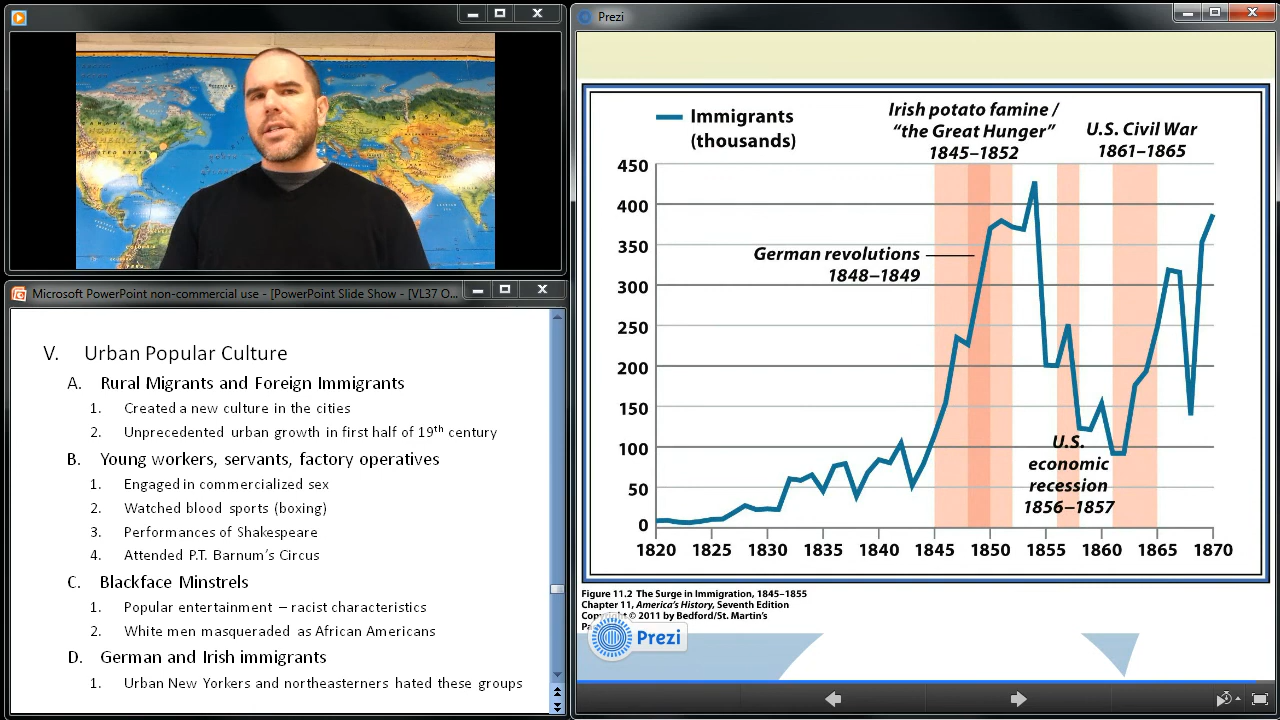 Microsoft PowerPoint non-commercial use - [PowerPoint Slide Show - [VL37 O...
V. Urban Popular Culture
A. Rural Migrants and Foreign Immigrants
1. Created a new culture in the cities
2. Unprecedented urban growth in first half of 19th century
B. Young workers, servants, factory operatives
1. Engaged in commercialized sex
2. Watched blood sports (boxing)
3. Performances of Shakespeare
4. Attended P.T. Barnum's Circus
C. Blackface Minstrels
1. Popular entertainment – racist characteristics
2. White men masqueraded as African Americans
D. German and Irish immigrants
1. Urban New Yorkers and northeasterners hated these groups
Prezi
Immigrants
(thousands)
Irish potato famine /
"the Great Hunger"
1845–1852
U.S. Civil War
1861–1865
German revolutions
1848–1849
U.S.
economic
recession
1856–1857
450
400
350
300
250
200
150
100
50
0
1820 1825 1830 1835 1840 1845 1850 1855 1860 1865 1870
Figure 11.2 The Surge in Immigration, 1845–1855
Chapter 11, America's History, Seventh Edition
© 2011 by Bedford/St. Martin's
Prezi